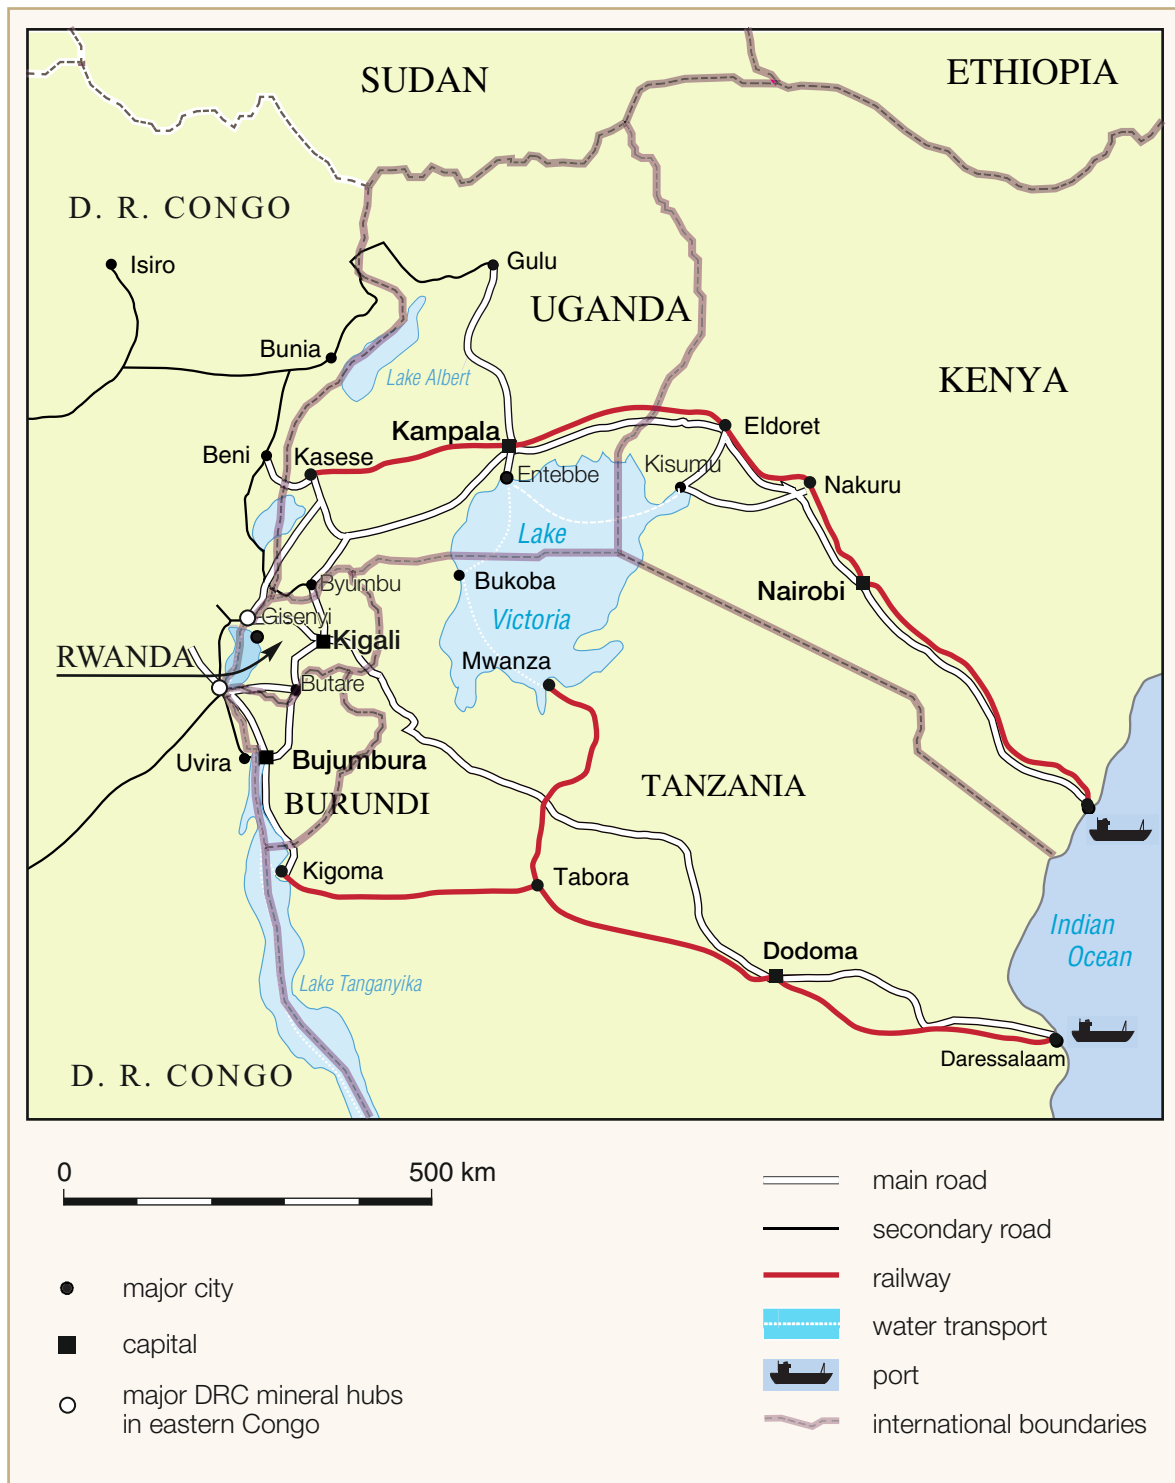 SUDAN
ETHIOPIA
D. R. CONGO
Isiro
Gulu
UGANDA
Bunia
Lake Albert
KENYA
Kampala
Eldoret
Beni
Kasese
Kisumu
Entebbe
Nakuru
Lake
Bukoba
Byumbu
Nairobi
Gisenyi
Victoria
Kigali
RWANDA
Mwanza
Butare
Uvira
Bujumbura
TANZANIA
BURUNDI
Kigoma
Tabora
Indian
Ocean
Dodoma
Lake Tanganyika
Daressalaam
D. R. CONGO
0
500 km
major city
capital
major DRC mineral hubs
in eastern Congo
main road
secondary road
railway
water transport
port
international boundaries